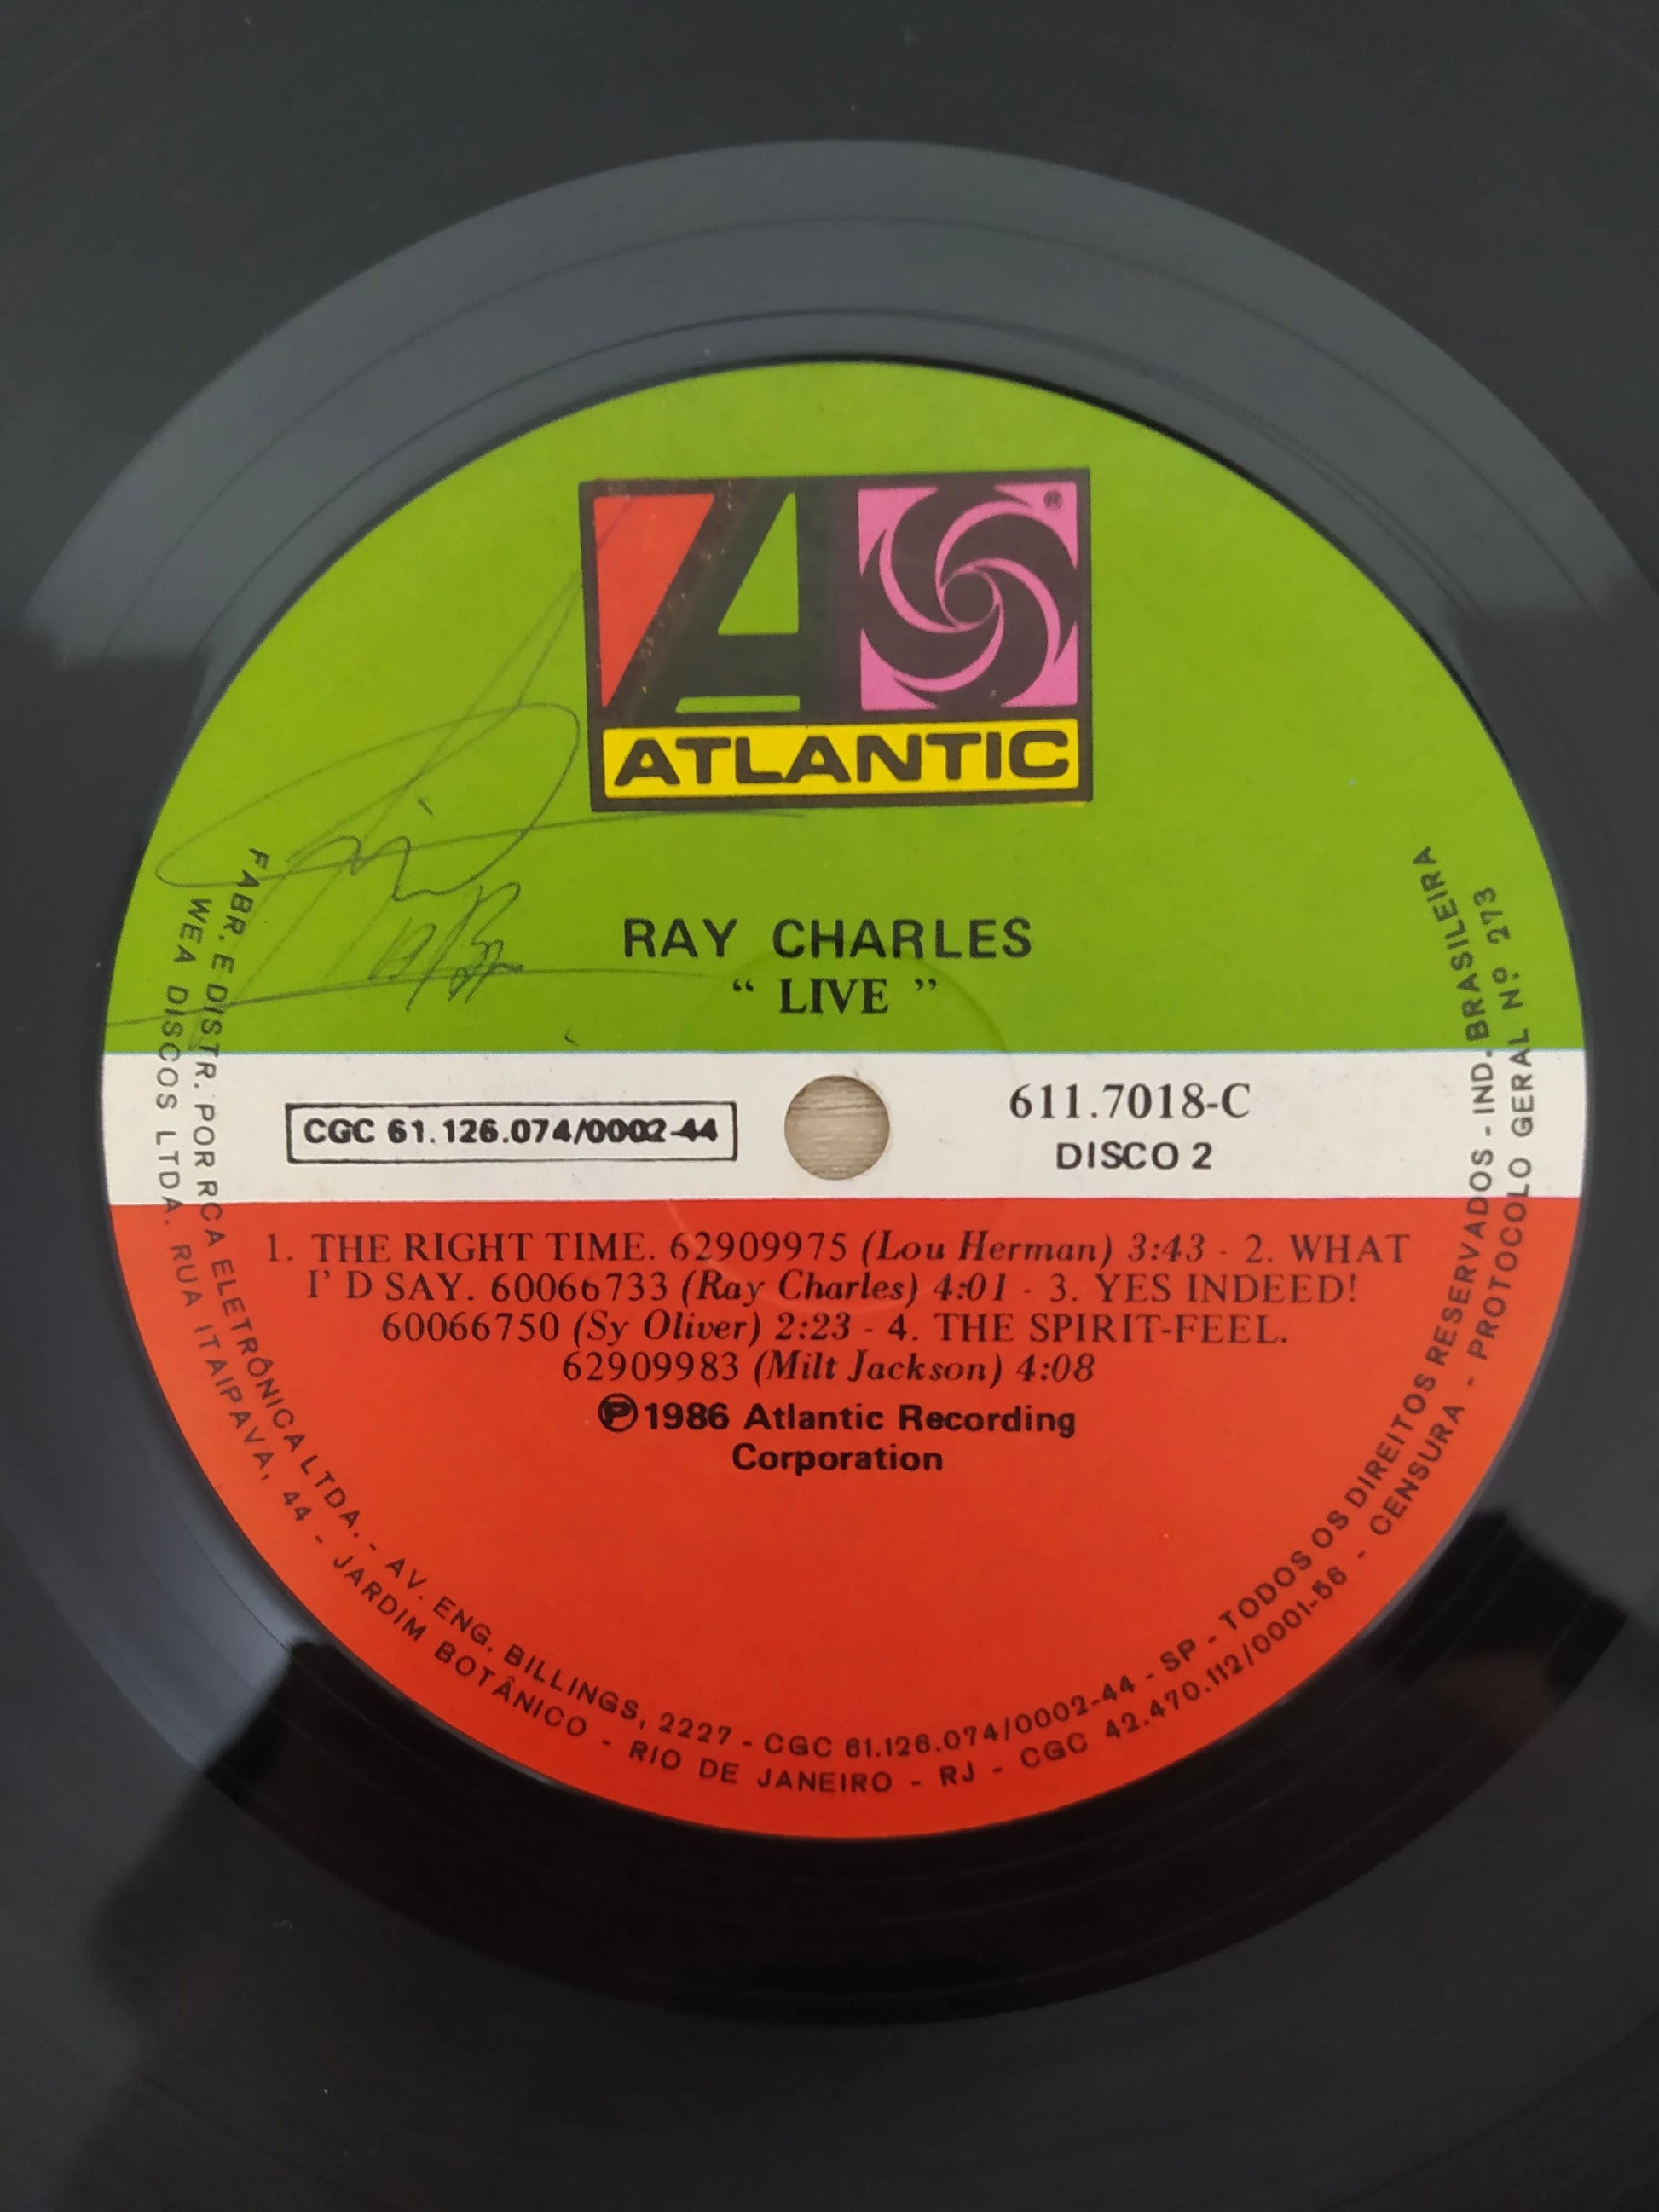 ®
ATLANTIC
RAY CHARLES
“ LIVE ”
CGC 61.126.074/0002-44
611.7018-C
DISCO 2
1. THE RIGHT TIME. 62909975 (Lou Herman) 3:43 - 2. WHAT
I' D SAY. 60066733 (Ray Charles) 4:01 - 3. YES INDEED!
60066750 (Sy Oliver) 2:23 - 4. THE SPIRIT-FEEL.
62909983 (Milt Jackson) 4:08
℗1986 Atlantic Recording
Corporation
FABR. E DISTR. POR RCA ELETRÔNICA LTDA. - AV. ENG. BILLINGS, 2227 - CGC 61.126.074/0002-44 - SP - TODOS OS DIREITOS RESERVADOS - IND. BRASILEIRA
WEA DISCOS LTDA. RUA ITAIPAVA, 44 - JARDIM BOTÂNICO - RIO DE JANEIRO - RJ - CGC 42.470.112/0001-56 - CENSURA - PROTOCOLO GERAL Nº 273